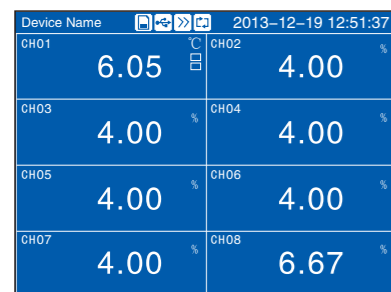 Device Name 2013-12-19 12:51:37
CH01 ℃ CH02 %
6.05 4.00
CH03 % CH04 %
4.00 4.00
CH05 % CH06 %
4.00 4.00
CH07 % CH08 %
4.00 6.67